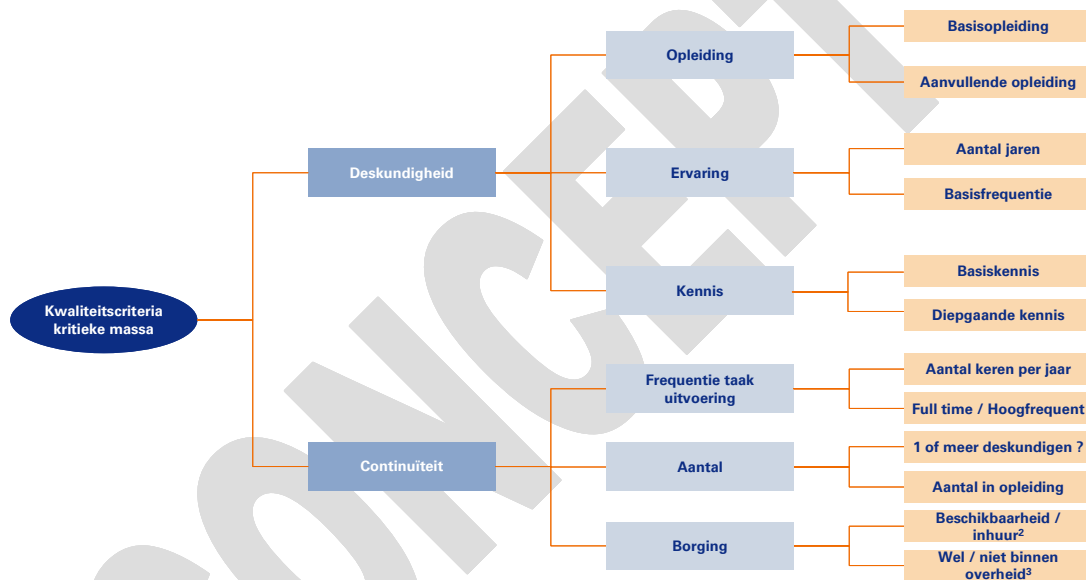 Kwaliteitscriteria
kritieke massa
Deskundigheid
Opleiding
Basisopleiding
Aanvullende opleiding
Ervaring
Aantal jaren
Basisfrequentie
Kennis
Basiskennis
Diepgaande kennis
Continuïteit
Frequentie taak
uitvoering
Aantal keren per jaar
Full time / Hoogfrequent
Aantal
1 of meer deskundigen ?
Aantal in opleiding
Borging
Beschikbaarheid /
inhuur²
Wel / niet binnen
overheid³
CONCEPT